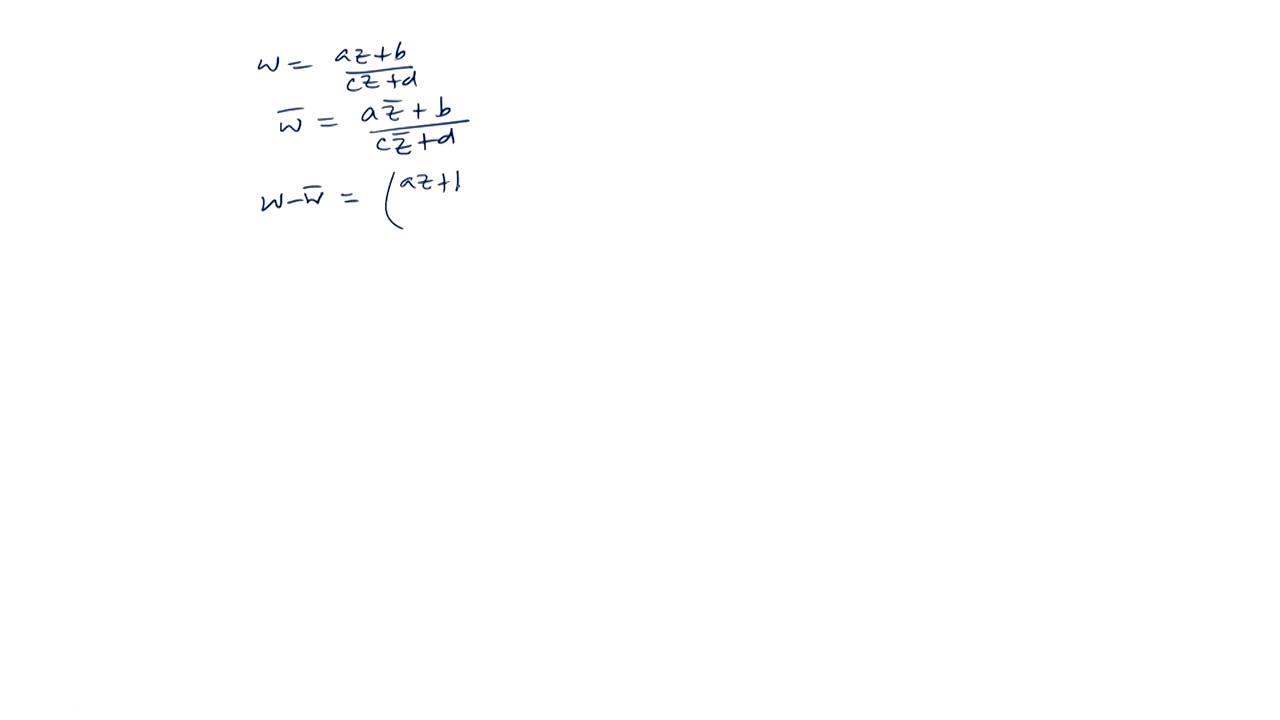 w = az+b / cz+d
w̄ = az̄+b / cz̄+d
w-w̄ = (az+l